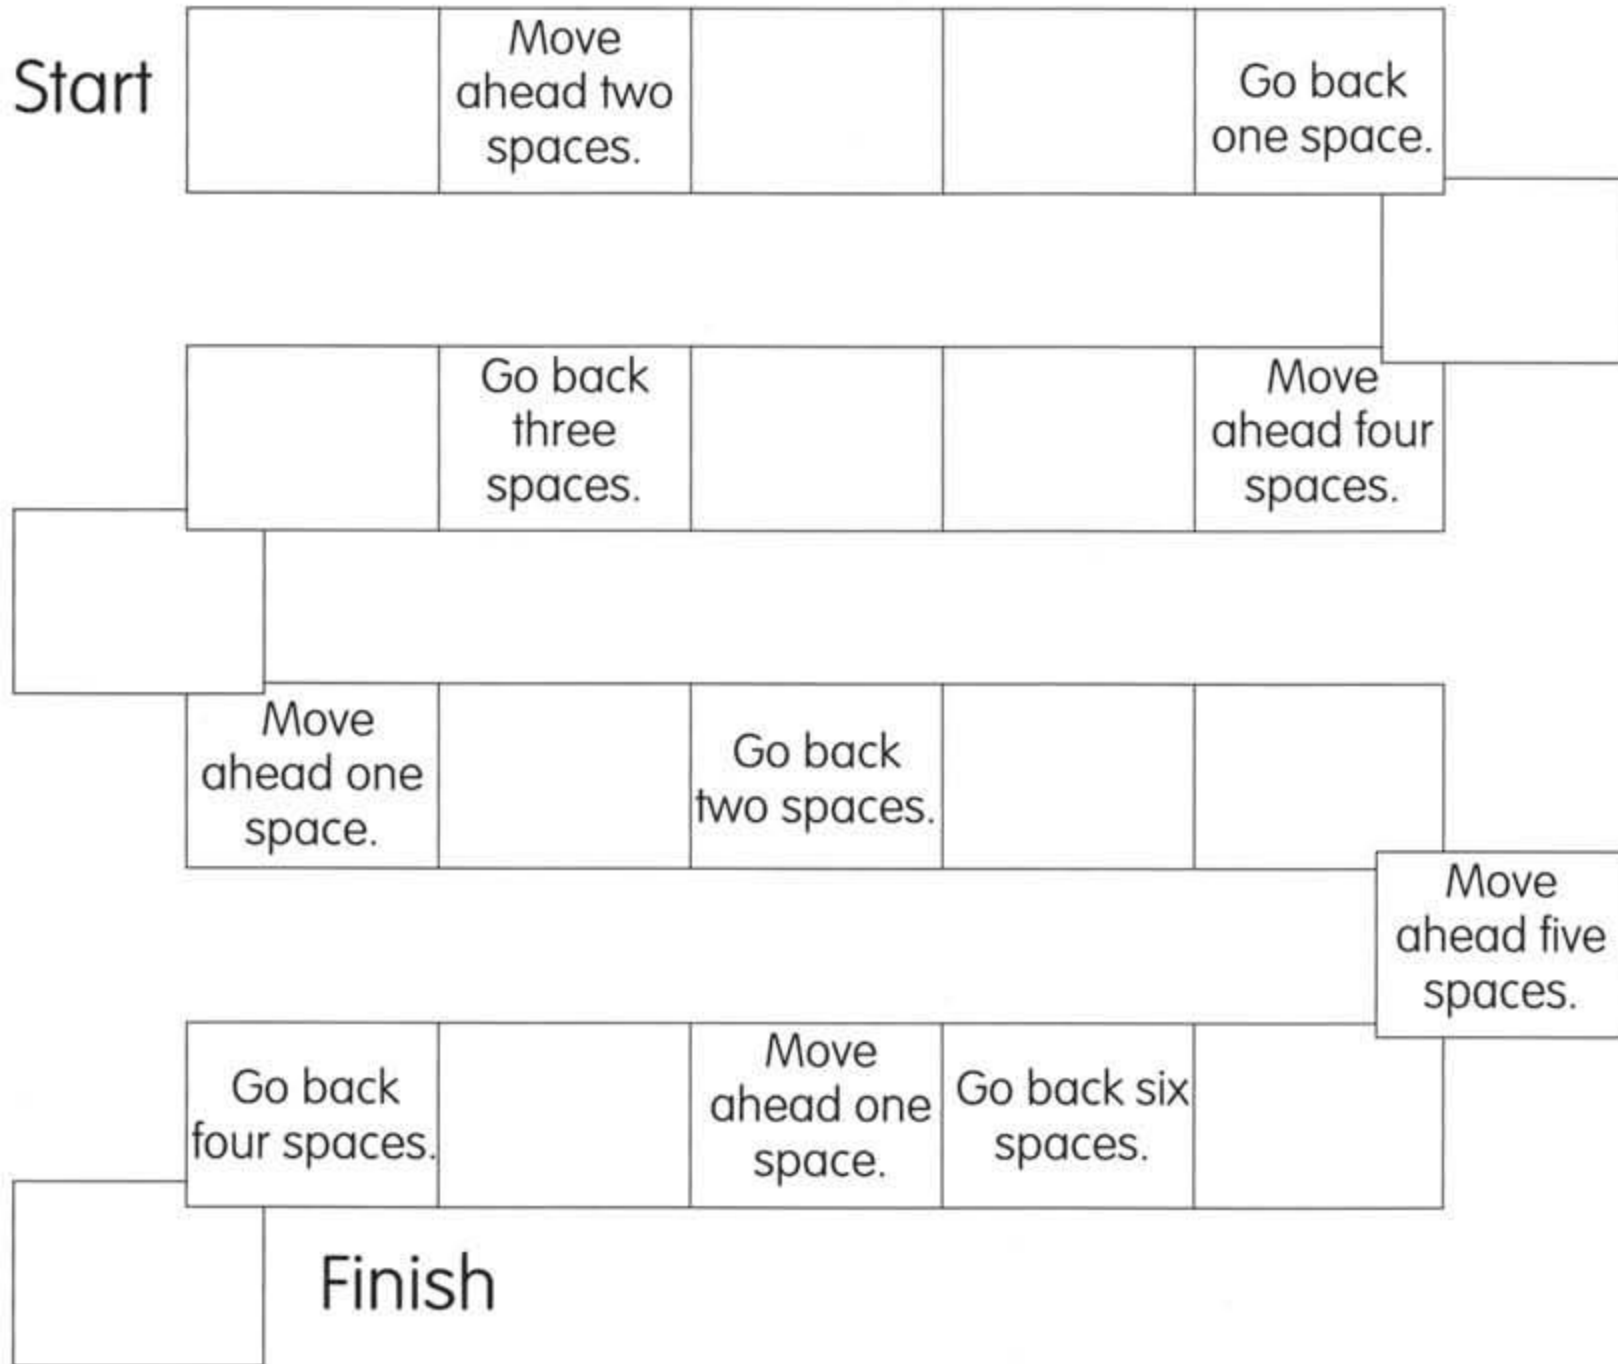 Start
Move
ahead two
spaces.
Go back
one space.
Go back
three
spaces.
Move
ahead four
spaces.
Move
ahead one
space.
Go back
two spaces.
Move
ahead five
spaces.
Go back
four spaces.
Move
ahead one
space.
Go back six
spaces.
Finish